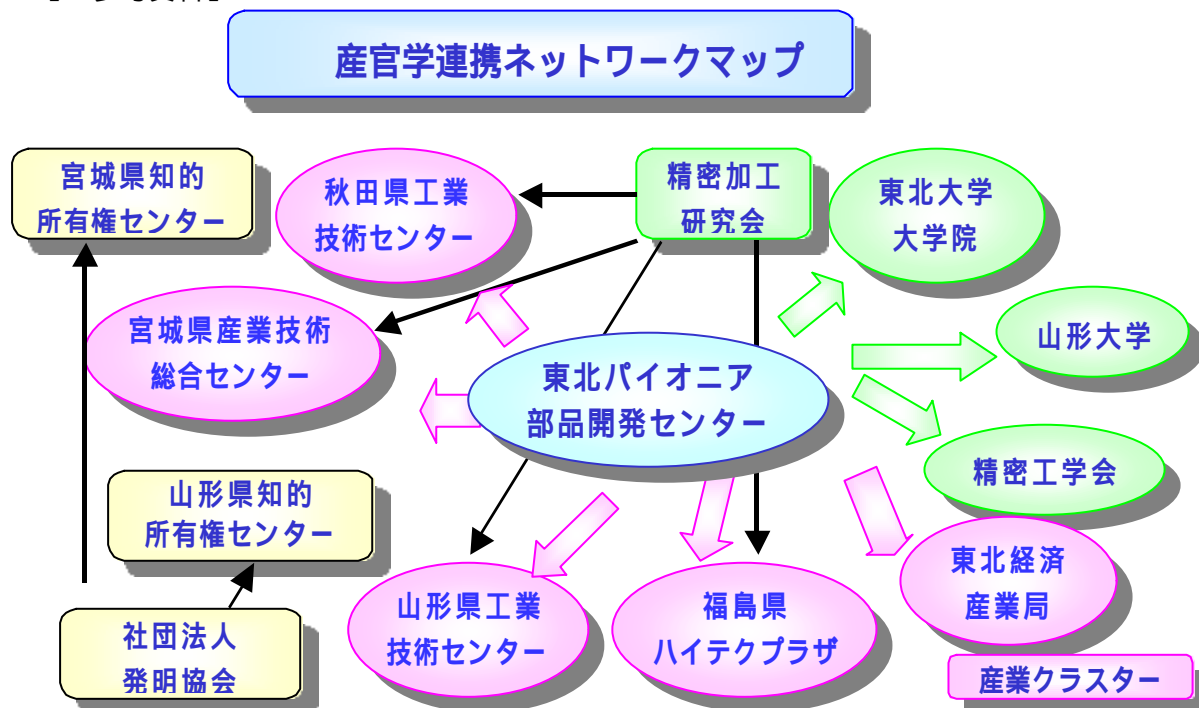 産官学連携ネットワークマップ
宮城県知的
所有権センター
秋田県工業
技術センター
精密加工
研究会
東北大学
大学院
宮城県産業技術
総合センター
東北パイオニア
部品開発センター
山形大学
精密工学会
山形県知的
所有権センター
東北経済
産業局
山形県工業
技術センター
福島県
ハイテクプラザ
社団法人
発明協会
産業クラスター